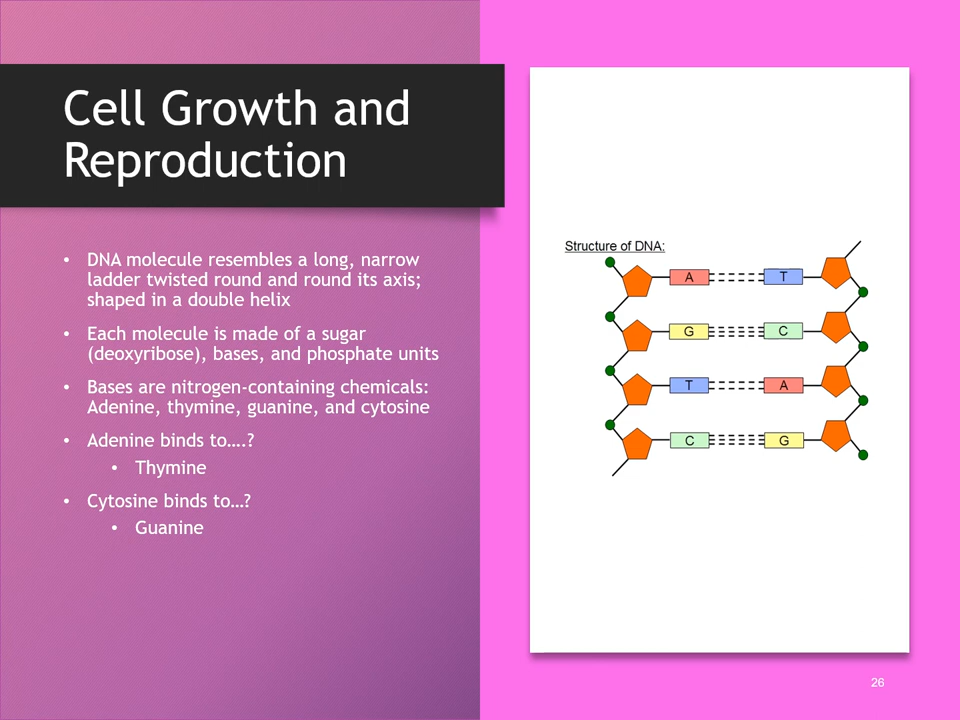 Cell Growth and
Reproduction
• DNA molecule resembles a long, narrow
ladder twisted round and round its axis;
shaped in a double helix
• Each molecule is made of a sugar
(deoxyribose), bases, and phosphate units
• Bases are nitrogen-containing chemicals:
Adenine, thymine, guanine, and cytosine
• Adenine binds to….?
• Thymine
• Cytosine binds to…?
• Guanine
Structure of DNA:
A T
G C
T A
C G
26